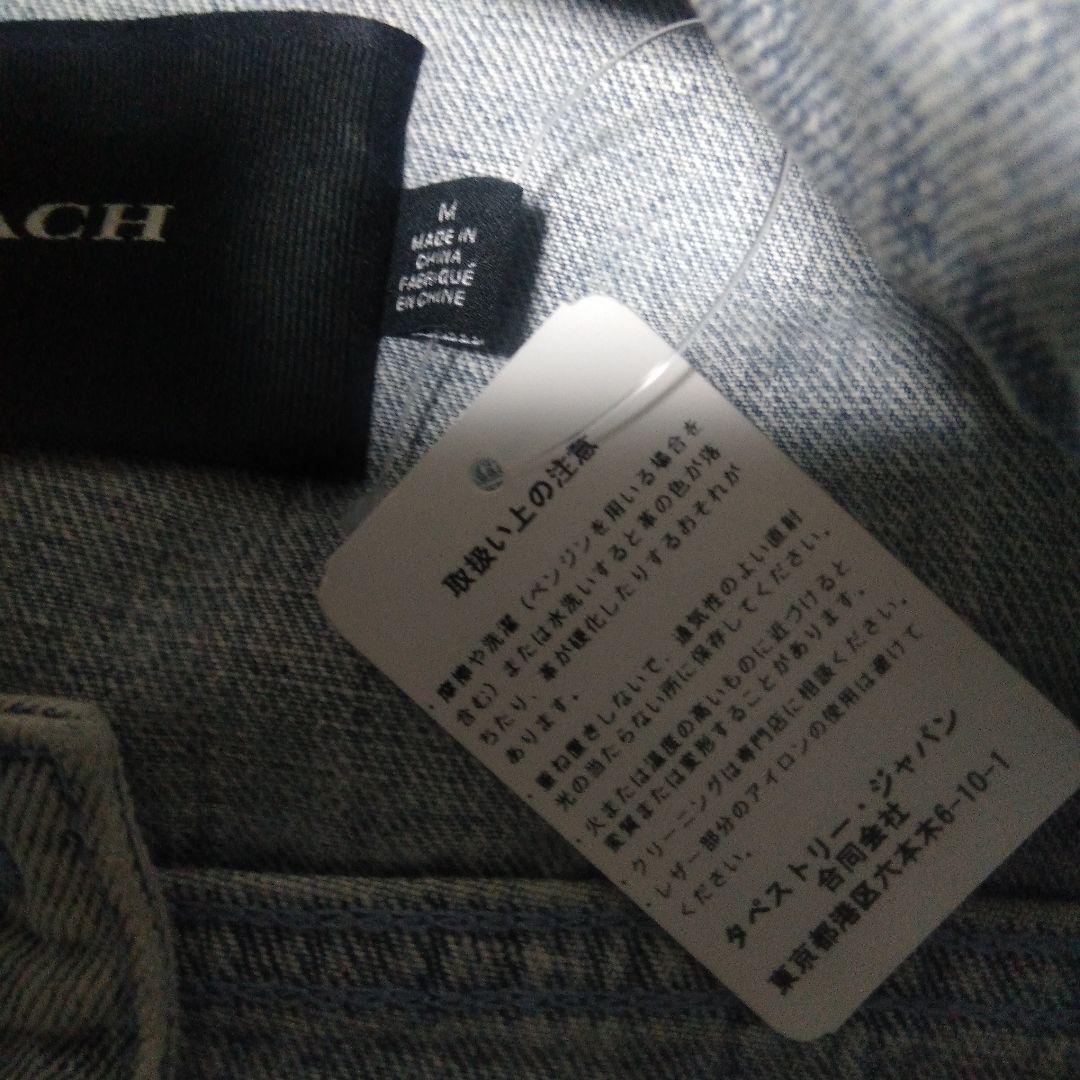 ACH
M
MADE IN
CHINA
FABRIQUÉ
EN CHINE
取扱い上の注意
・摩擦や洗濯（ベンジンを用いる場合を
含む）または水洗いすると革の色が落
ちたり、革が硬化したりするおそれが
あります。
・重ね置きしないで、通気性のよい直射
光の当たらない所に保存してください。
・火または温度の高いものに近づけると
変質または変形することがあります。
・クリーニングは専門店に相談ください。
・レザー部分のアイロンの使用は避けて
ください。
タペストリー・ジャパン
合同会社
東京都港区六本木6-10-1